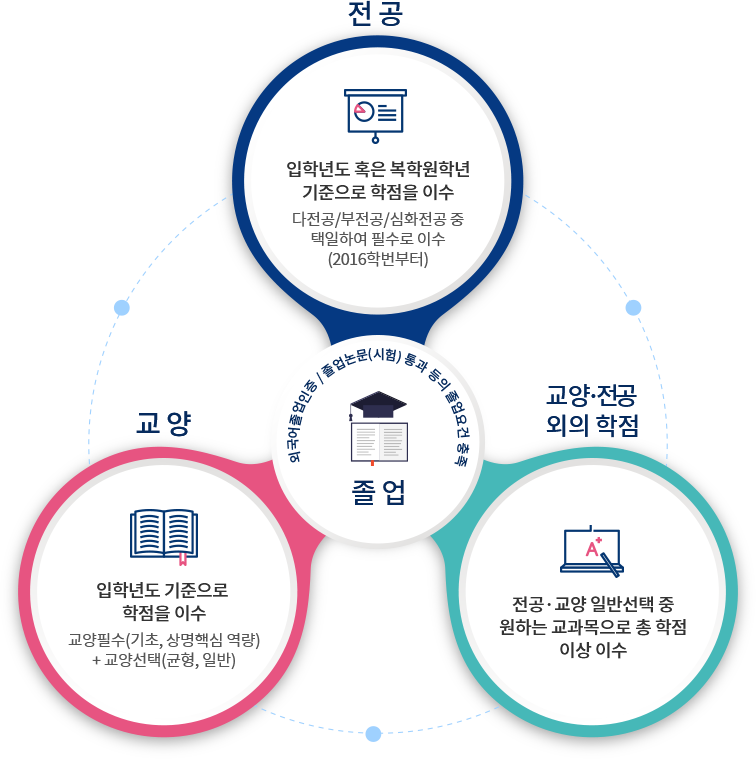 전 공
입학년도 혹은 복학원학년
기준으로 학점을 이수
다전공/부전공/심화전공 중
택일하여 필수로 이수
(2016학번부터)
외국어졸업인증 / 졸업논문(시험) 통과 등의 졸업요건 충족
졸 업
교 양
입학년도 기준으로
학점을 이수
교양필수(기초, 상명핵심 역량)
+ 교양선택(균형, 일반)
교양·전공
외의 학점
A+
전공·교양 일반선택 중
원하는 교과목으로 총 학점
이상 이수